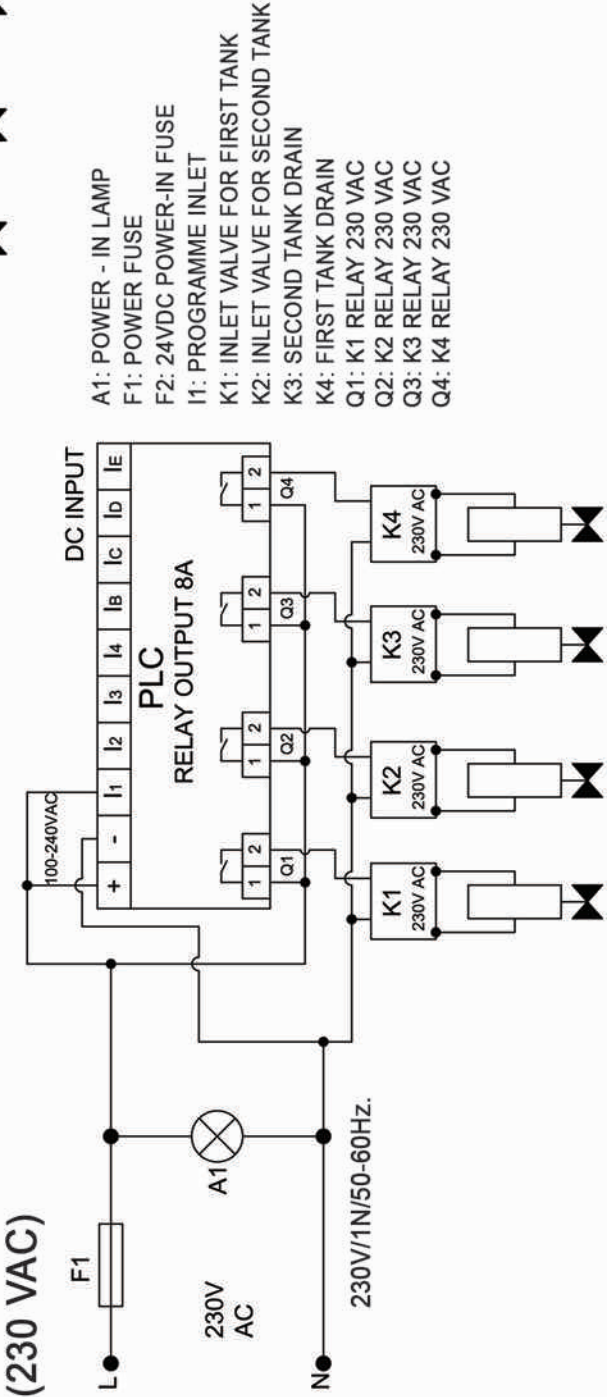 (230 VAC)
F1
L
230V
AC
A1
N
230V/1N/50-60Hz.
100-240VAC
DC INPUT
+ - I1 I2 I3 I4 IB IC ID IE
PLC
RELAY OUTPUT 8A
1 2 1 2 1 2 1 2
Q1 Q2 Q3 Q4
K1 K2 K3 K4
230V AC 230V AC 230V AC 230V AC
A1: POWER - IN LAMP
F1: POWER FUSE
F2: 24VDC POWER-IN FUSE
I1: PROGRAMME INLET
K1: INLET VALVE FOR FIRST TANK
K2: INLET VALVE FOR SECOND TANK
K3: SECOND TANK DRAIN
K4: FIRST TANK DRAIN
Q1: K1 RELAY 230 VAC
Q2: K2 RELAY 230 VAC
Q3: K3 RELAY 230 VAC
Q4: K4 RELAY 230 VAC